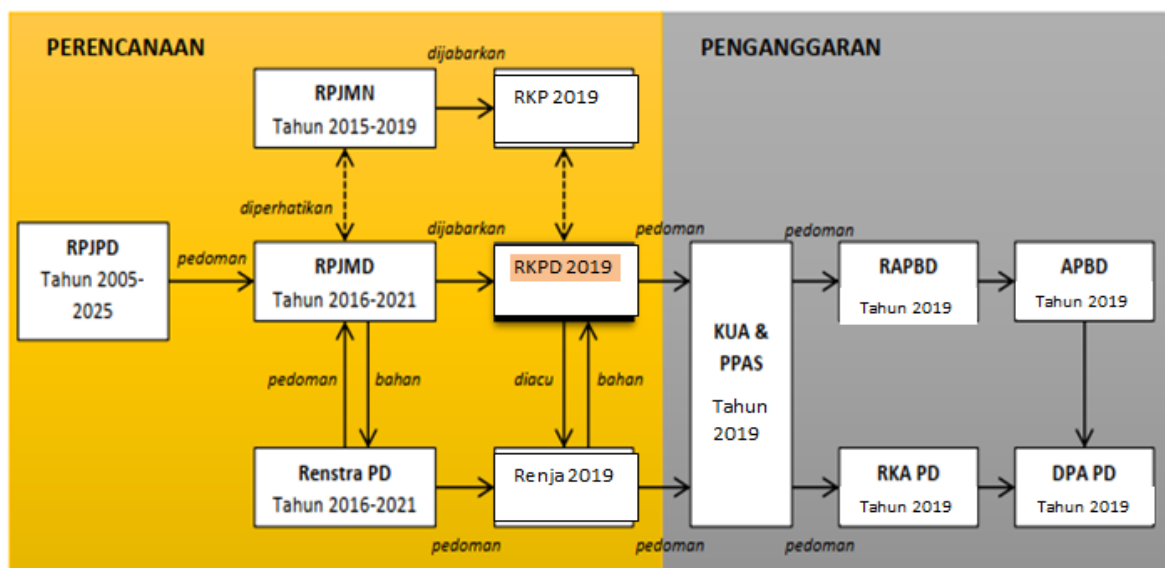 PERENCANAAN
PENGANGGARAN
dijabarkan
RPJMN
Tahun 2015-2019
RKP 2019
diperhatikan
dijabarkan
pedoman
pedoman
RPJPD
Tahun 2005-
2025
pedoman
RPJMD
Tahun 2016-2021
RKPD 2019
RAPBD
Tahun 2019
APBD
Tahun 2019
KUA &
PPAS
Tahun
2019
pedoman
bahan
diacu
bahan
Renstra PD
Tahun 2016-2021
Renja 2019
RKA PD
Tahun 2019
DPA PD
Tahun 2019
pedoman
pedoman
pedoman